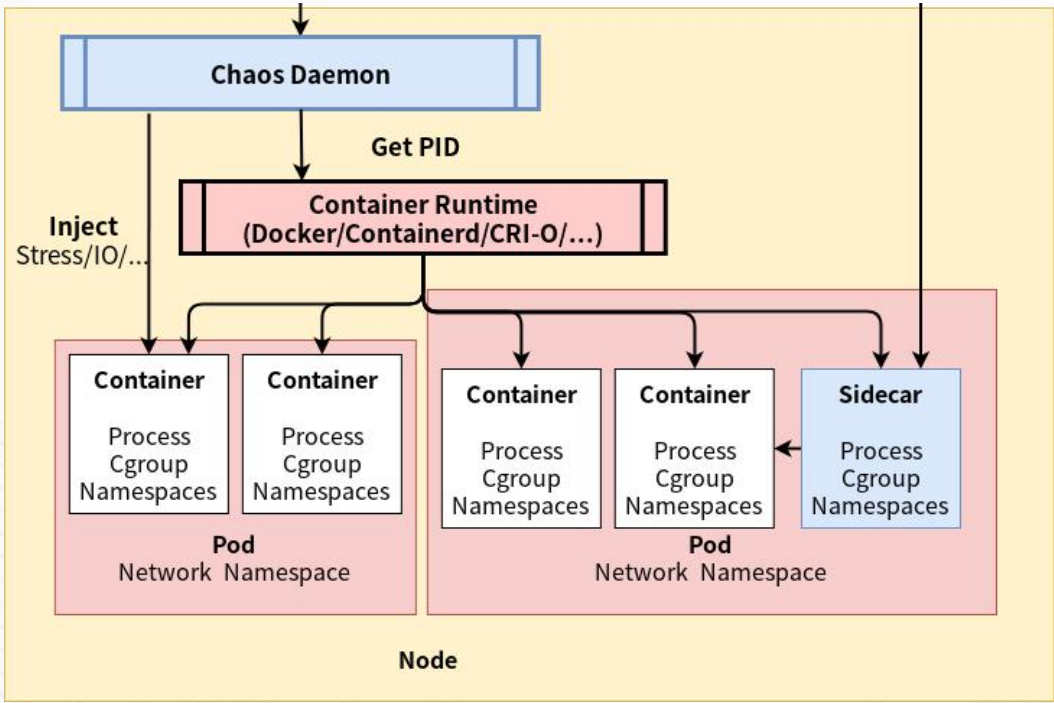 Chaos Daemon
Get PID
Container Runtime
(Docker/Containerd/CRI-O/...)
Inject
Stress/IO/...
Container
Process
Cgroup
Namespaces
Container
Process
Cgroup
Namespaces
Pod
Network Namespace
Container
Process
Cgroup
Namespaces
Container
Process
Cgroup
Namespaces
Sidecar
Process
Cgroup
Namespaces
Pod
Network Namespace
Node